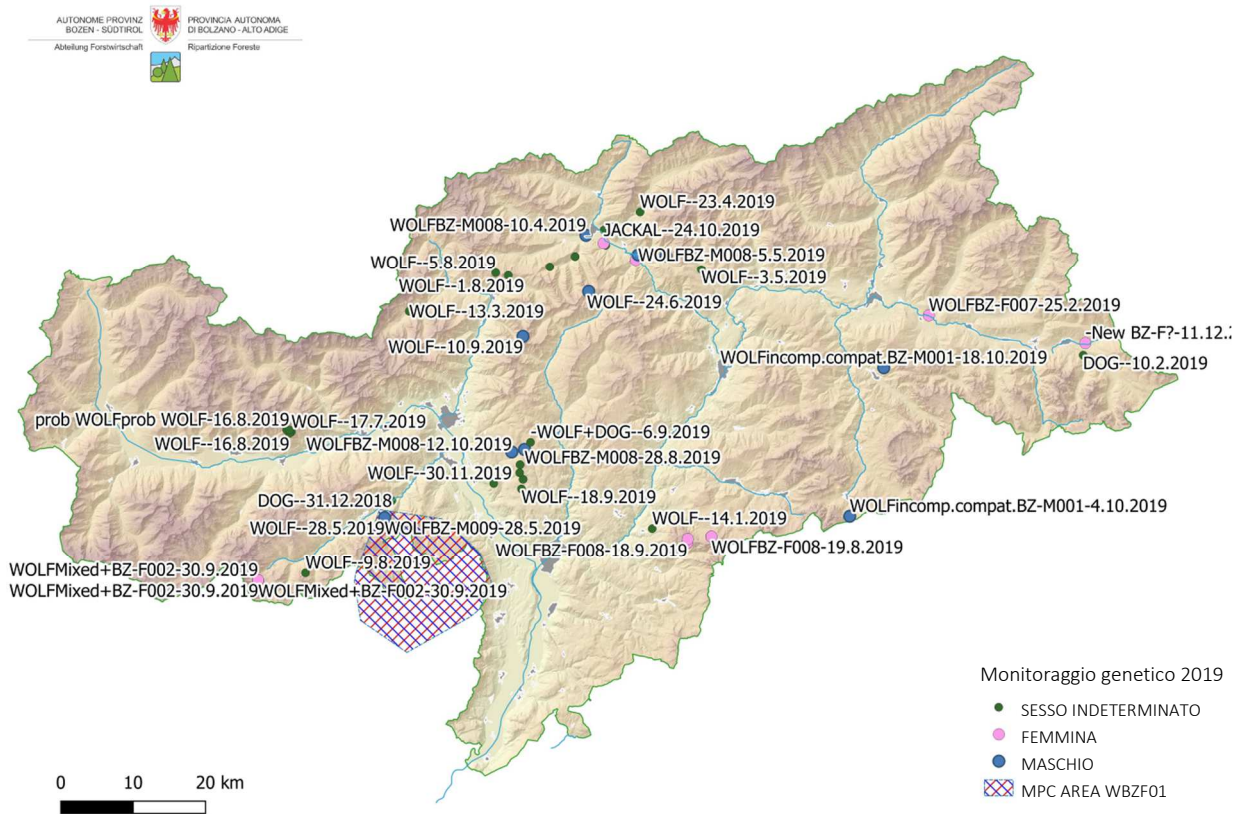 AUTONOME PROVINZ
BOZEN - SÜDTIROL
PROVINCIA AUTONOMA
DI BOLZANO - ALTO ADIGE
Abteilung Forstwirtschaft
Ripartizione Foreste
WOLF--23.4.2019
WOLFBZ-M008-10.4.2019
JACKAL--24.10.2019
WOLFBZ-M008-5.5.2019
WOLF--5.8.2019
WOLF--3.5.2019
WOLF--1.8.2019
WOLF--24.6.2019
WOLF--13.3.2019
WOLFBZ-F007-25.2.2019
-New BZ-F?-11.12.2
WOLF--10.9.2019
WOLFincomp.compat.BZ-M001-18.10.2019
DOG--10.2.2019
prob WOLFprob WOLF-16.8.2019
WOLF--17.7.2019
-WOLF+DOG--6.9.2019
WOLF--16.8.2019
WOLFBZ-M008-12.10.2019
WOLFBZ-M008-28.8.2019
WOLF--30.11.2019
WOLF--18.9.2019
DOG--31.12.2018
WOLFincomp.compat.BZ-M001-4.10.2019
WOLF--14.1.2019
WOLF--28.5.2019WOLFBZ-M009-28.5.2019
WOLFBZ-F008-18.9.2019
WOLFBZ-F008-19.8.2019
WOLF--9.8.2019
WOLFMixed+BZ-F002-30.9.2019
WOLFMixed+BZ-F002-30.9.2019WOLFMixed+BZ-F002-30.9.2019
Monitoraggio genetico 2019
SESSO INDETERMINATO
FEMMINA
MASCHIO
MPC AREA WBZF01
0 10 20 km